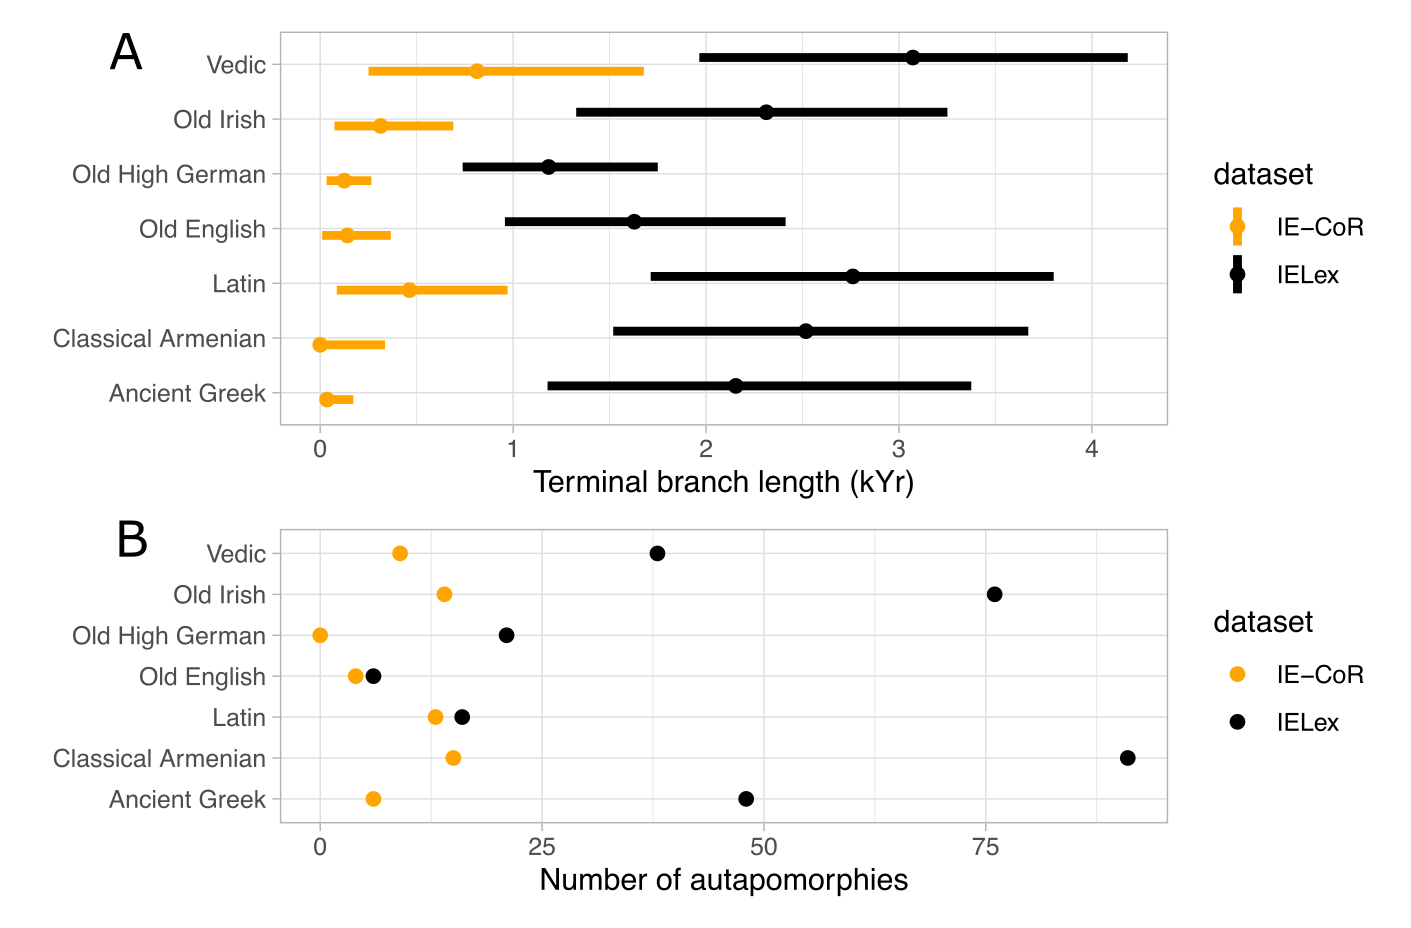 A
Vedic
Old Irish
Old High German
Old English
Latin
Classical Armenian
Ancient Greek
0 1 2 3 4
Terminal branch length (kYr)
dataset
IE−CoR
IELex
B
Vedic
Old Irish
Old High German
Old English
Latin
Classical Armenian
Ancient Greek
0 25 50 75
Number of autapomorphies
dataset
IE−CoR
IELex